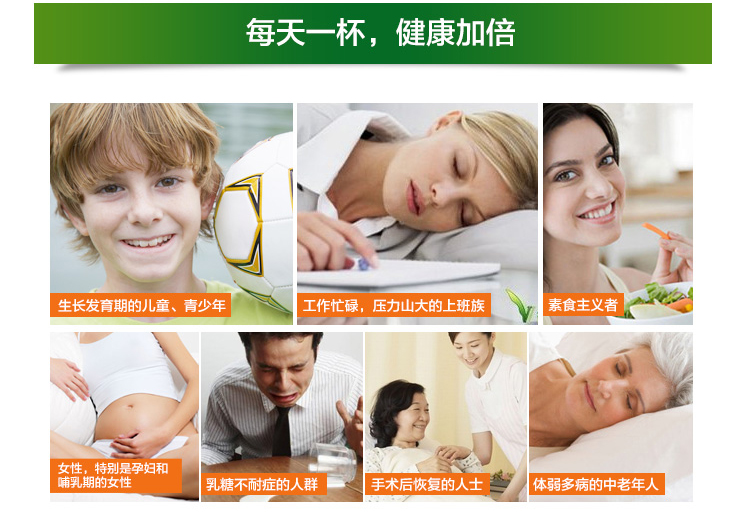 每天一杯，健康加倍
生长发育期的儿童、青少年
工作忙碌，压力山大的上班族
素食主义者
女性，特别是孕妇和
哺乳期的女性
乳糖不耐症的人群
手术后恢复的人士
体弱多病的中老年人